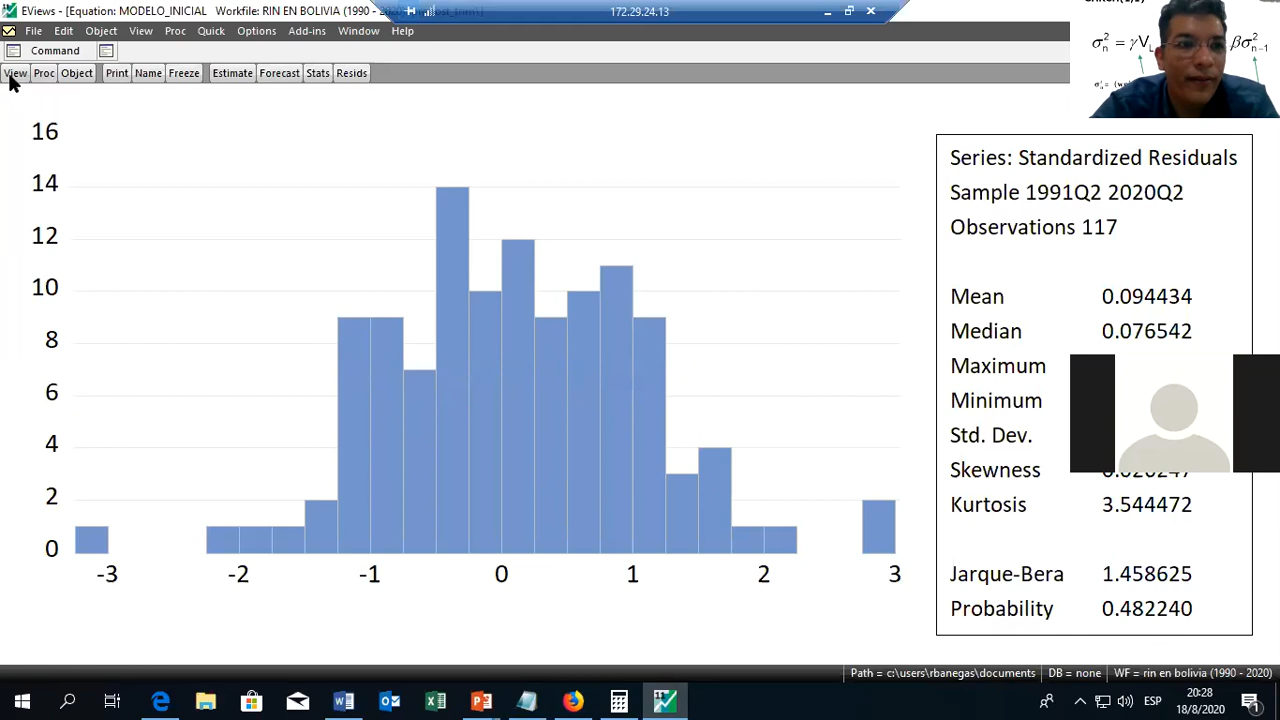 EViews - [Equation: MODELO_INICIAL Workfile: RIN EN BOLIVIA (1990 -
172.29.24.13
File Edit Object View Proc Quick Options Add-ins Window Help
Command
View Proc Object Print Name Freeze Estimate Forecast Stats Resids
16
14
12
10
8
6
4
2
0
-3 -2 -1 0 1 2 3
Series: Standardized Residuals
Sample 1991Q2 2020Q2
Observations 117
Mean 0.094434
Median 0.076542
Maximum
Minimum
Std. Dev.
Skewness
Kurtosis 3.544472
Jarque-Bera 1.458625
Probability 0.482240
Path = c:\users\rbanegas\documents DB = none WF = rin en bolivia (1990 - 2020)
ESP
20:28
18/8/2020